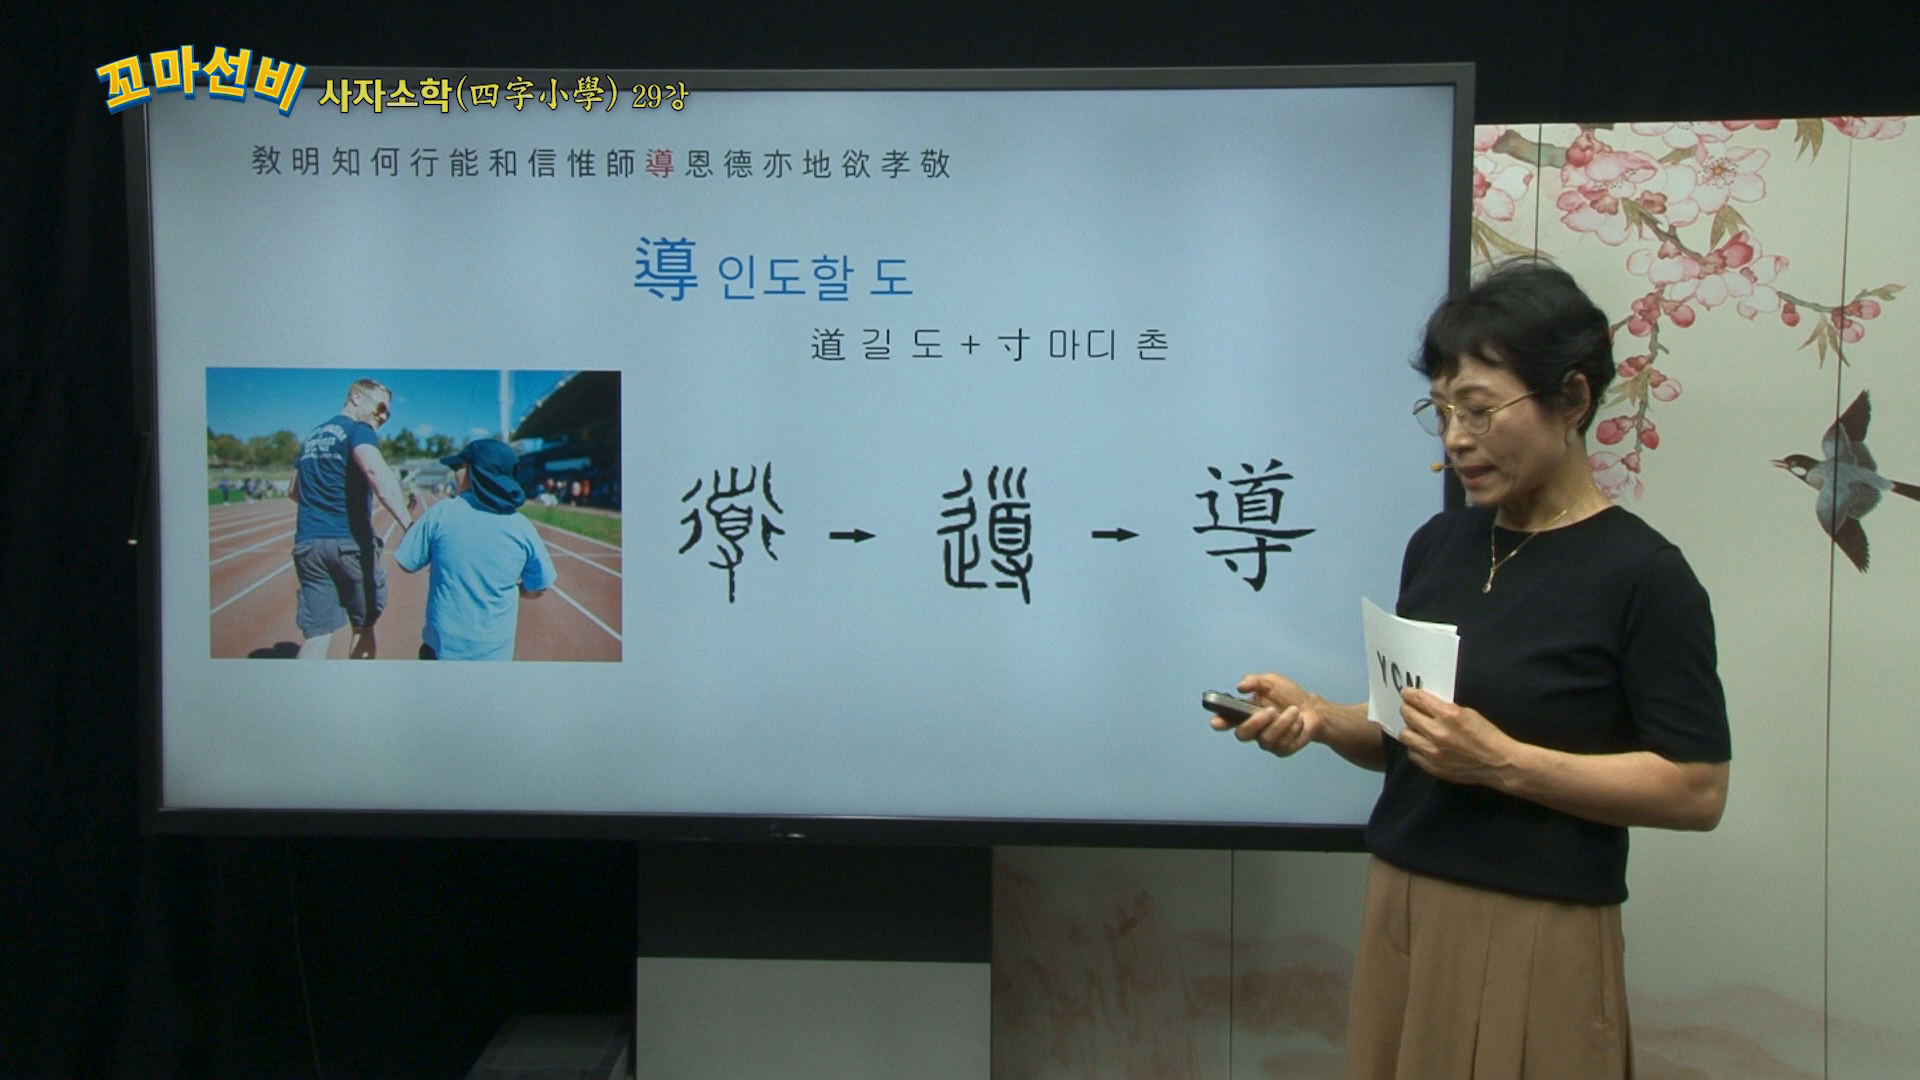 꼬마선비 사자소학(四字小學) 29강
敎明知何行能和信惟師導恩德亦地欲孝敬
導 인도할 도
道 길 도 + 寸 마디 촌
→ 導 → 導
YCN